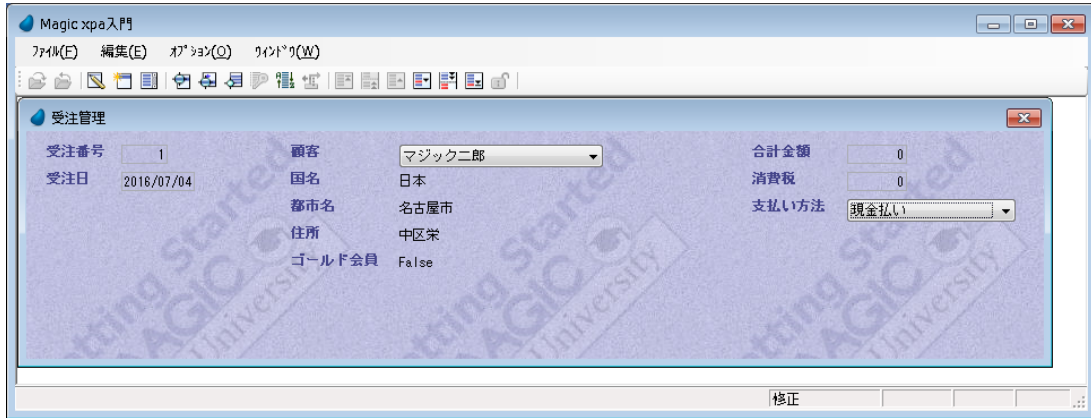 Magic xpa入門
ﾌｧｲﾙ(F) 編集(E) ｵﾌﾟｼｮﾝ(O) ｳｨﾝﾄﾞｳ(W)
受注管理
受注番号 1 顧客 マジック二郎 合計金額 0
受注日 2016/07/04 国名 日本 消費税 0
都市名 名古屋市 支払い方法 現金払い
住所 中区栄
ゴールド会員 False
Getting Started
MAGIC
University
修正